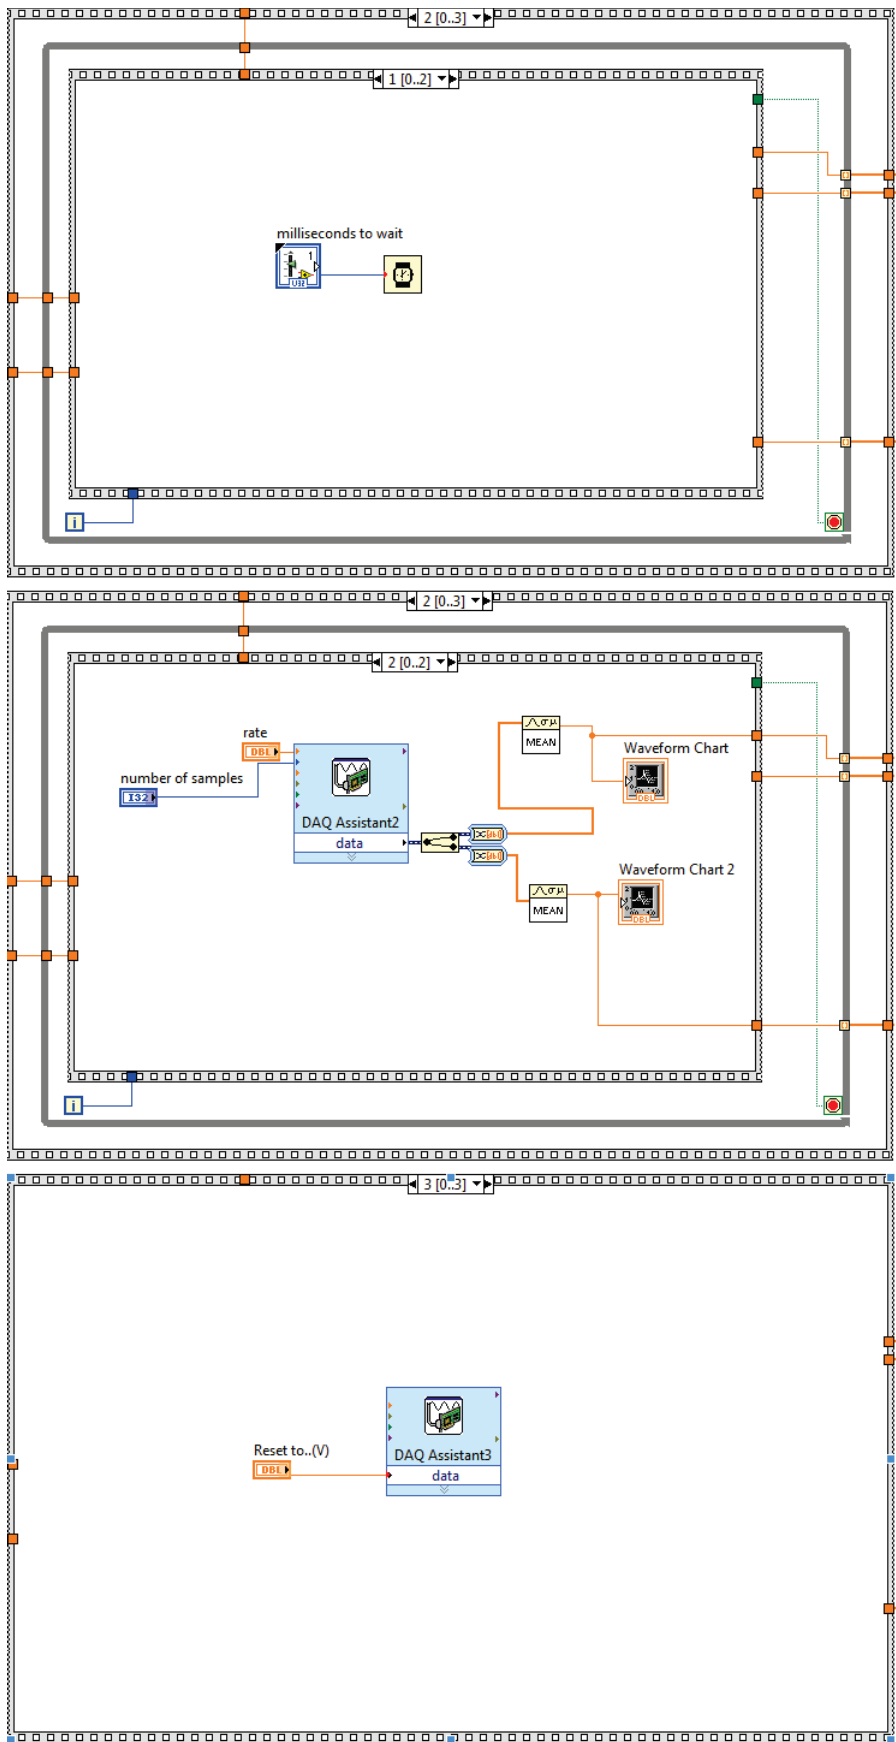 2 [0..3]
1 [0..2]
milliseconds to wait
1
U32
i
2 [0..3]
2 [0..2]
rate
DBL
number of samples
I32
DAQ Assistant2
data
MEAN
Waveform Chart
DBL
Waveform Chart 2
MEAN
DBL
i
3 [0..3]
Reset to..(V)
DBL
DAQ Assistant3
data